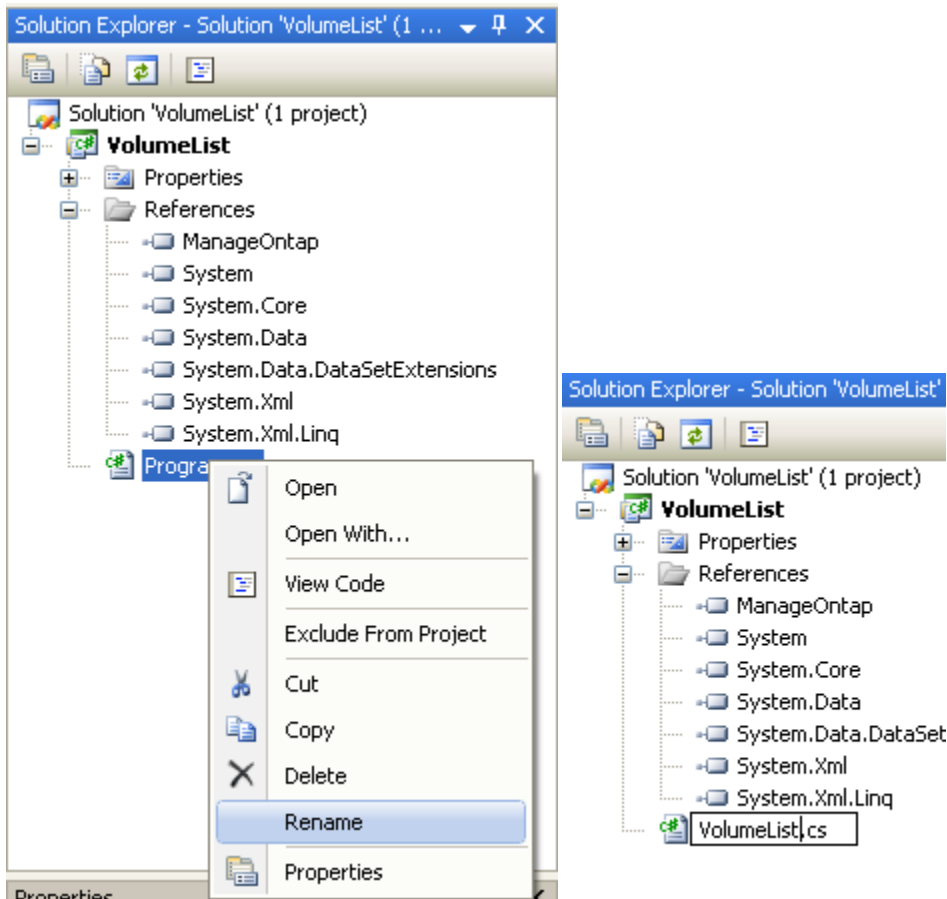 Solution Explorer - Solution 'VolumeList' (1 ...
Solution 'VolumeList' (1 project)
VolumeList
Properties
References
ManageOntap
System
System.Core
System.Data
System.Data.DataSetExtensions
System.Xml
System.Xml.Linq
Progra
Open
Open With...
View Code
Exclude From Project
Cut
Copy
Delete
Rename
Properties
Properties
Solution Explorer - Solution 'VolumeList'
Solution 'VolumeList' (1 project)
VolumeList
Properties
References
ManageOntap
System
System.Core
System.Data
System.Data.DataSet
System.Xml
System.Xml.Linq
VolumeList.cs